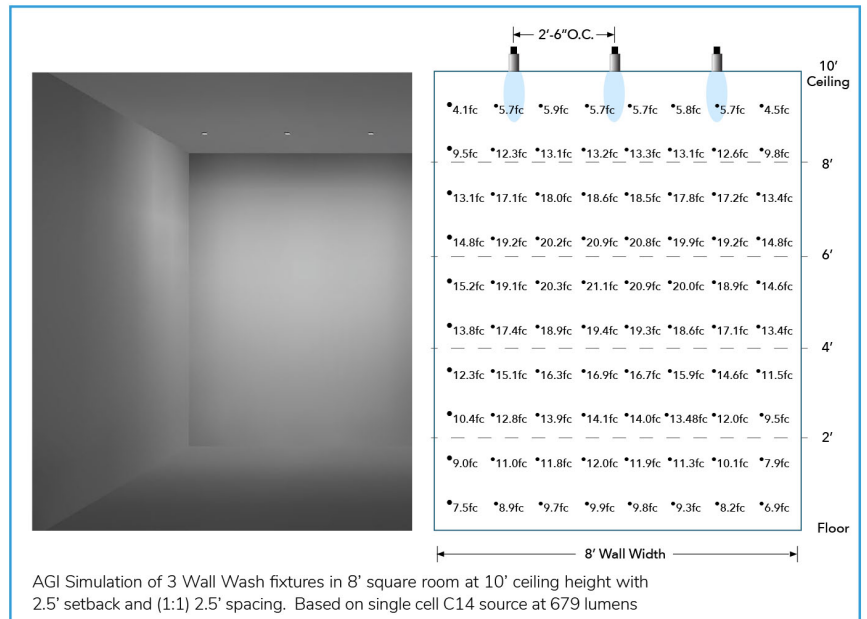 2'-6"O.C.
10'
Ceiling
4.1fc 5.7fc 5.9fc 5.7fc 5.7fc 5.8fc 5.7fc 4.5fc
9.5fc 12.3fc 13.1fc 13.2fc 13.3fc 13.1fc 12.6fc 9.8fc
8'
13.1fc 17.1fc 18.0fc 18.6fc 18.5fc 17.8fc 17.2fc 13.4fc
14.8fc 19.2fc 20.2fc 20.9fc 20.8fc 19.9fc 19.2fc 14.8fc
6'
15.2fc 19.1fc 20.3fc 21.1fc 20.9fc 20.0fc 18.9fc 14.6fc
13.8fc 17.4fc 18.9fc 19.4fc 19.3fc 18.6fc 17.1fc 13.4fc
4'
12.3fc 15.1fc 16.3fc 16.9fc 16.7fc 15.9fc 14.6fc 11.5fc
10.4fc 12.8fc 13.9fc 14.1fc 14.0fc 13.48fc 12.0fc 9.5fc
2'
9.0fc 11.0fc 11.8fc 12.0fc 11.9fc 11.3fc 10.1fc 7.9fc
7.5fc 8.9fc 9.7fc 9.9fc 9.8fc 9.3fc 8.2fc 6.9fc
Floor
8' Wall Width
AGI Simulation of 3 Wall Wash fixtures in 8' square room at 10' ceiling height with
2.5' setback and (1:1) 2.5' spacing. Based on single cell C14 source at 679 lumens